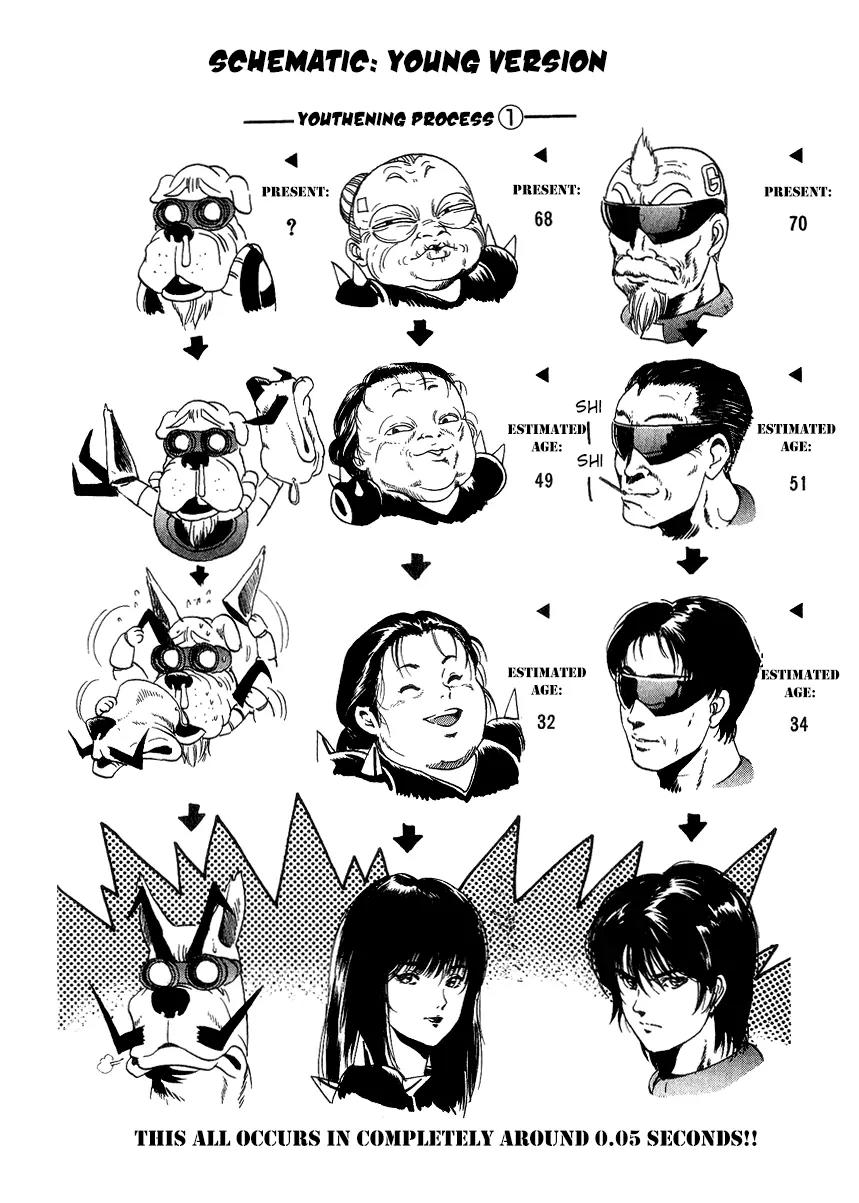 SCHEMATIC: YOUNG VERSION
YOUTHENING PROCESS ①
PRESENT:
?
PRESENT:
68
PRESENT:
70
G
ESTIMATED
AGE:
49
SHI
SHI
ESTIMATED
AGE:
51
ESTIMATED
AGE:
32
ESTIMATED
AGE:
34
THIS ALL OCCURS IN COMPLETELY AROUND 0.05 SECONDS!!